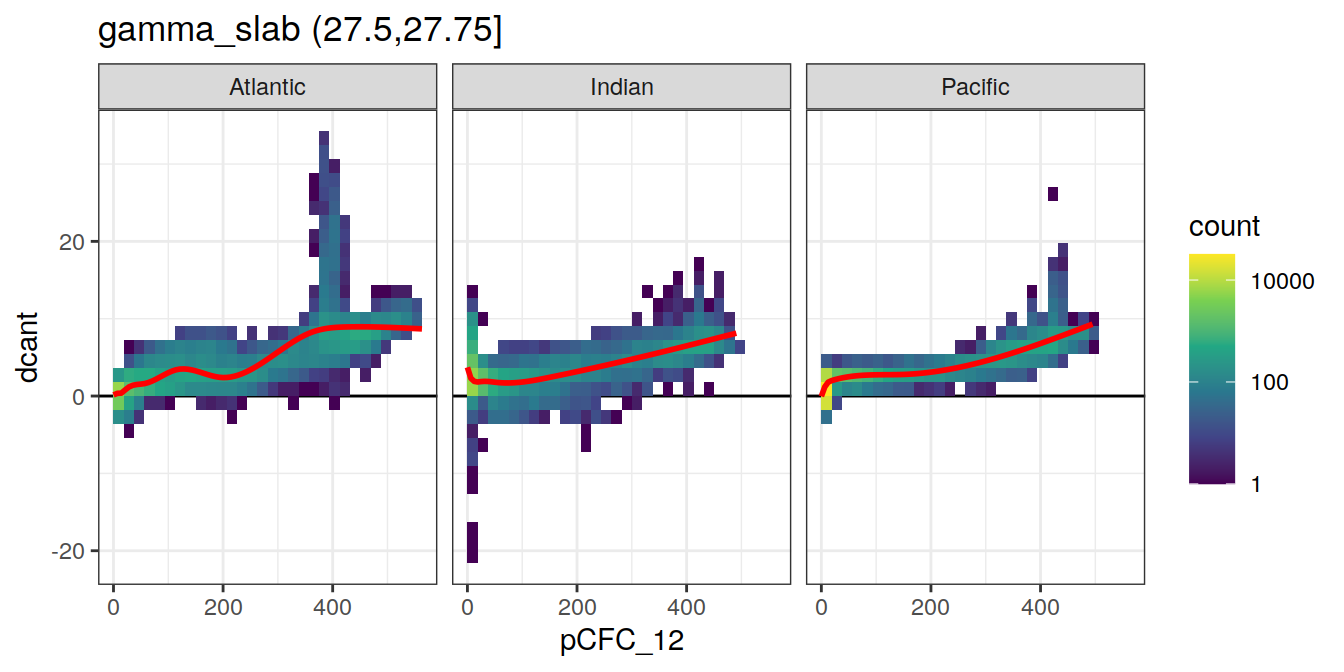 gamma_slab (27.5,27.75]
Atlantic Indian Pacific
count
20
0
-20
dcant
10000
100
1
0 200 400 0 200 400 0 200 400
pCFC_12